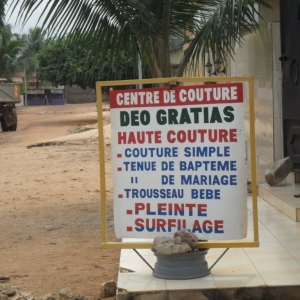 CENTRE DE COUTURE
DEO GRATIAS
HAUTE COUTURE
. COUTURE SIMPLE
. TENUE DE BAPTEME
" DE MARIAGE
. TROUSSEAU BEBE
. PLEINTE
. SURFILAGE